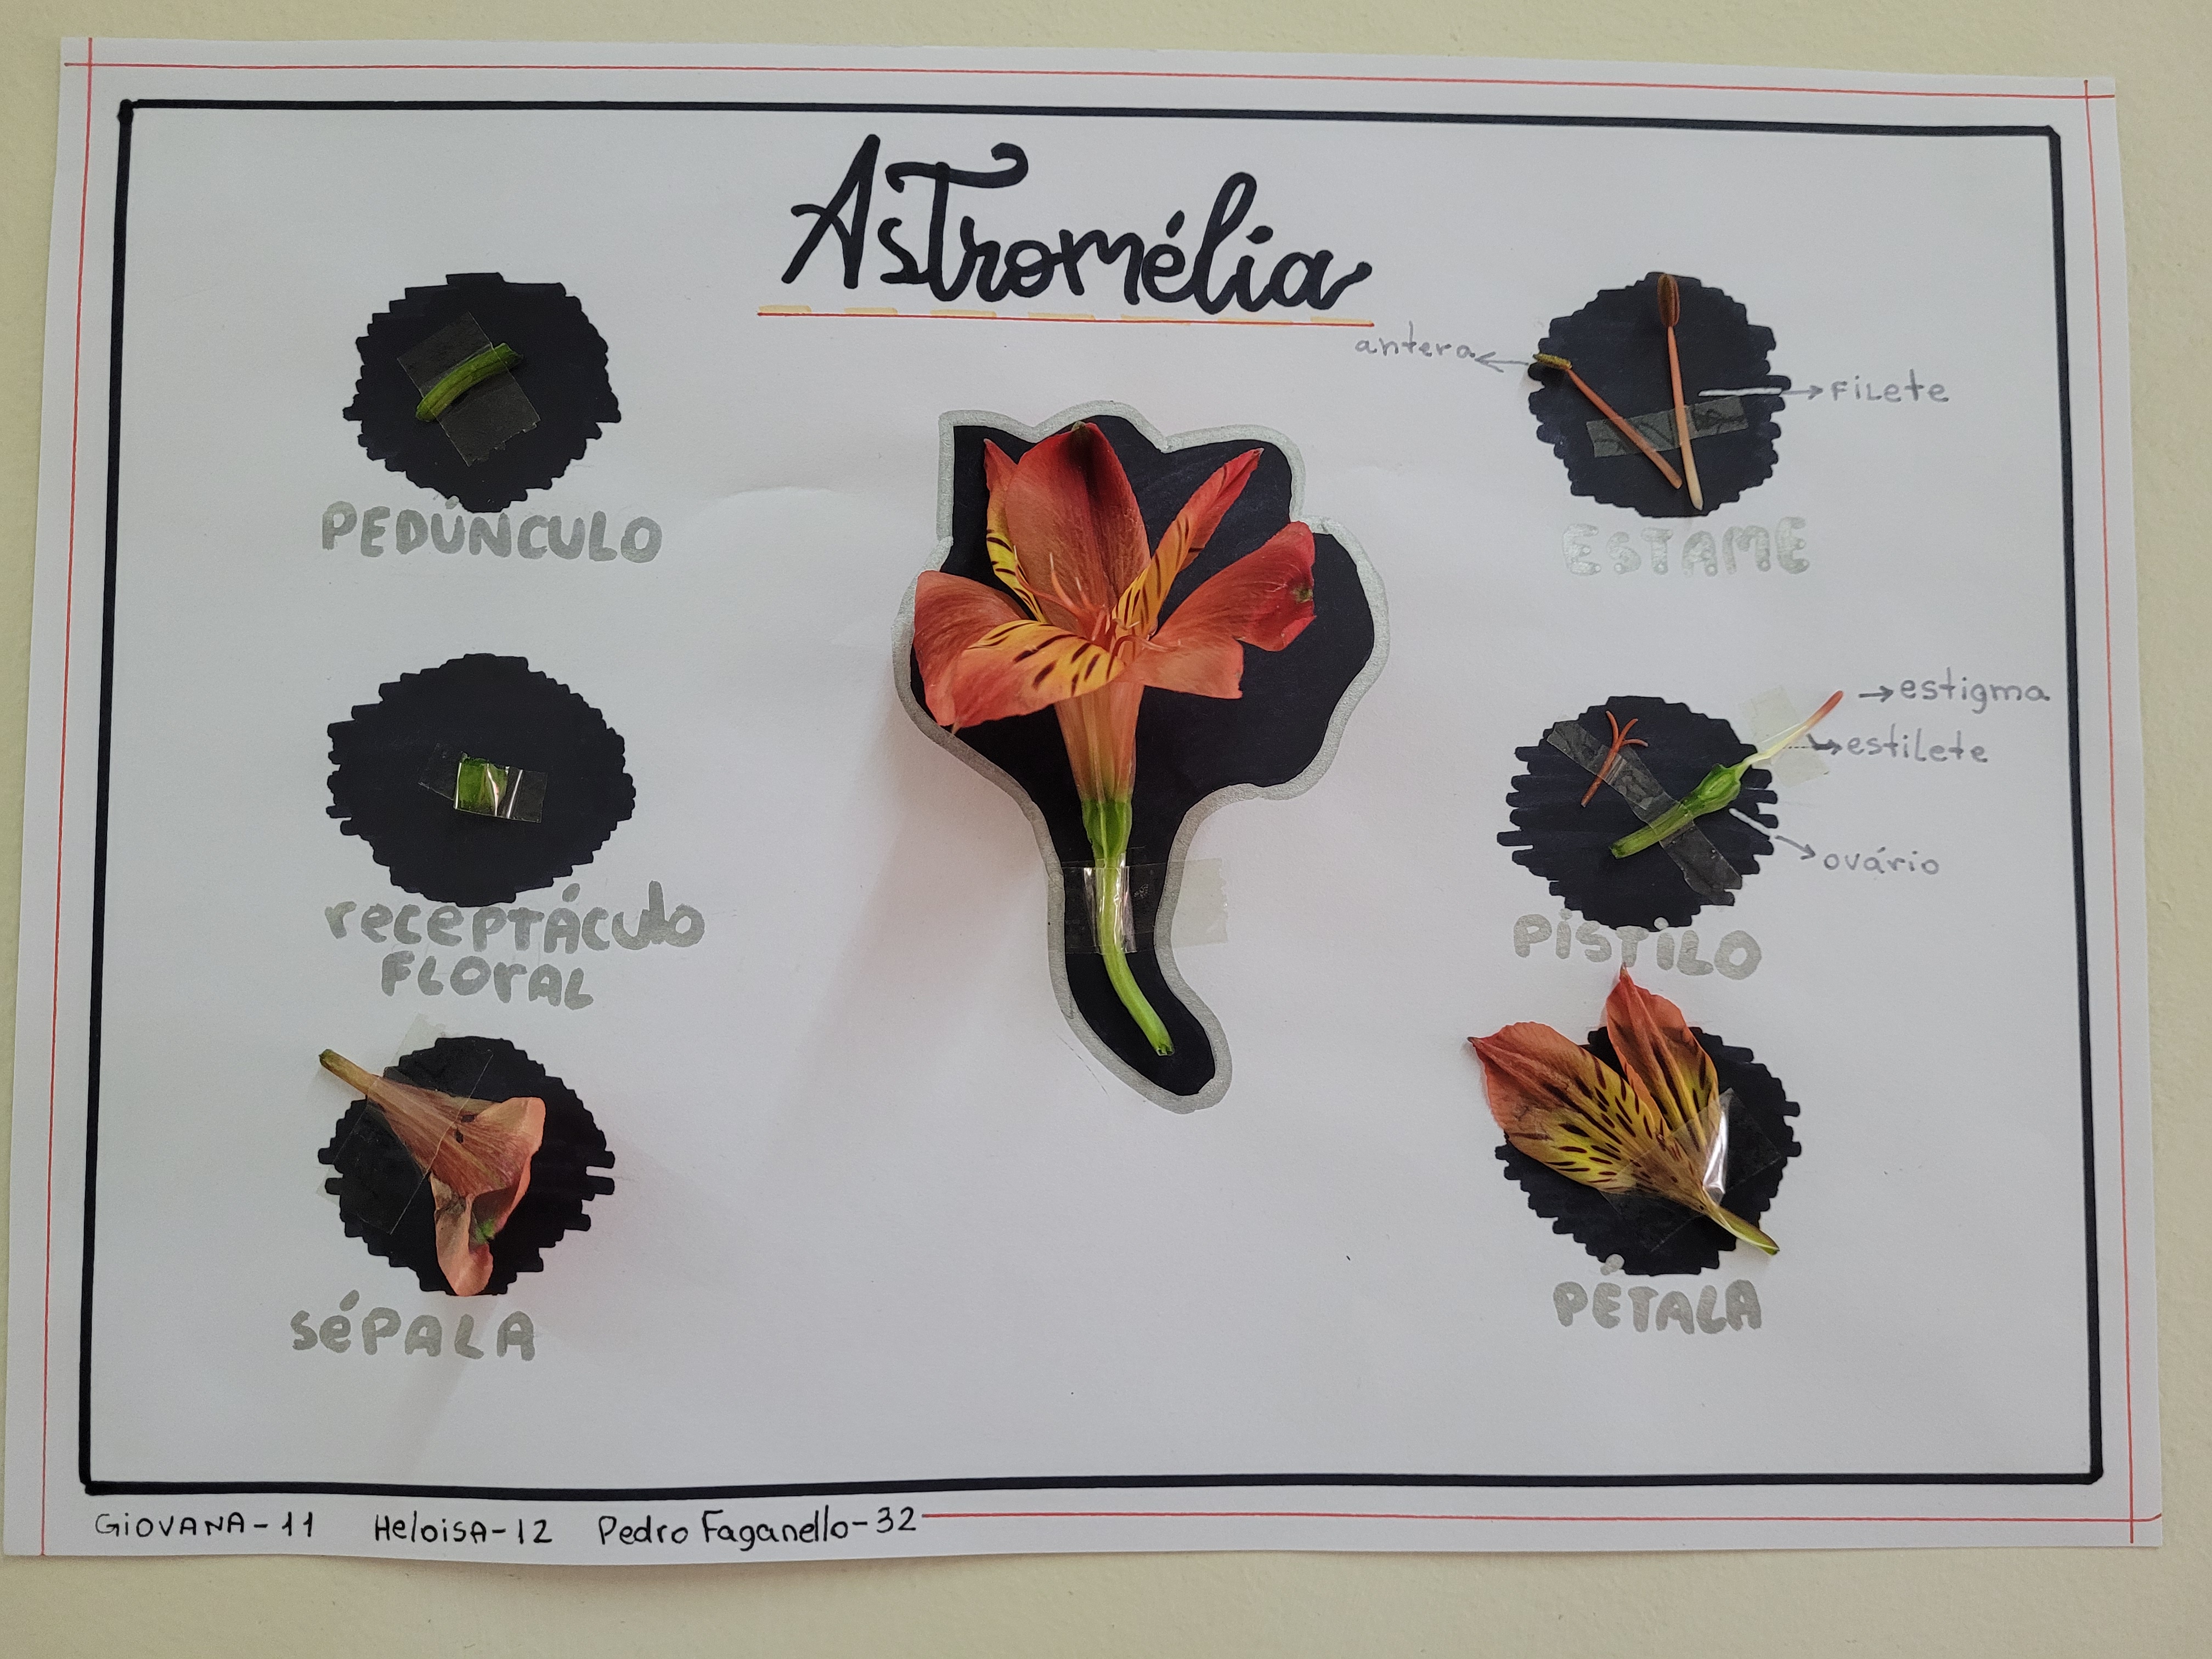 Astromélia
PEDÚNCULO
receptáculo
FLORAL
SéPALA
antera
FiLete
ESTAME
estigma
estilete
ovário
PiSTiLO
PÉTALA
GiOVANA-11 HeLoisA-12 Pedro Faganello-32